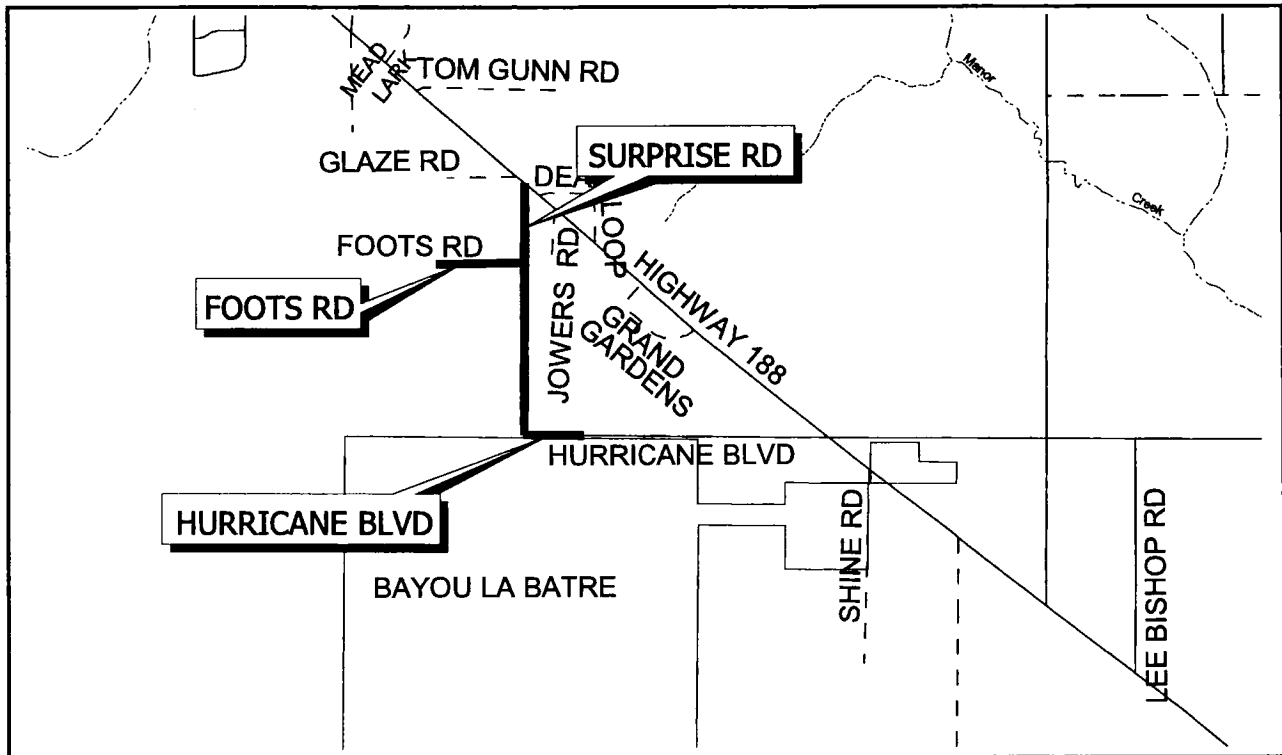 MEAD
LARK
TOM GUNN RD
Manor
SURPRISE RD
GLAZE RD
LOOP
Creek
FOOTS RD
FOOTS RD
JOWERS RD
HIGHWAY 188
GRAND
GARDENS
HURRICANE BLVD
HURRICANE BLVD
BAYOU LA BATRE
SHINE RD
LEE BISHOP RD